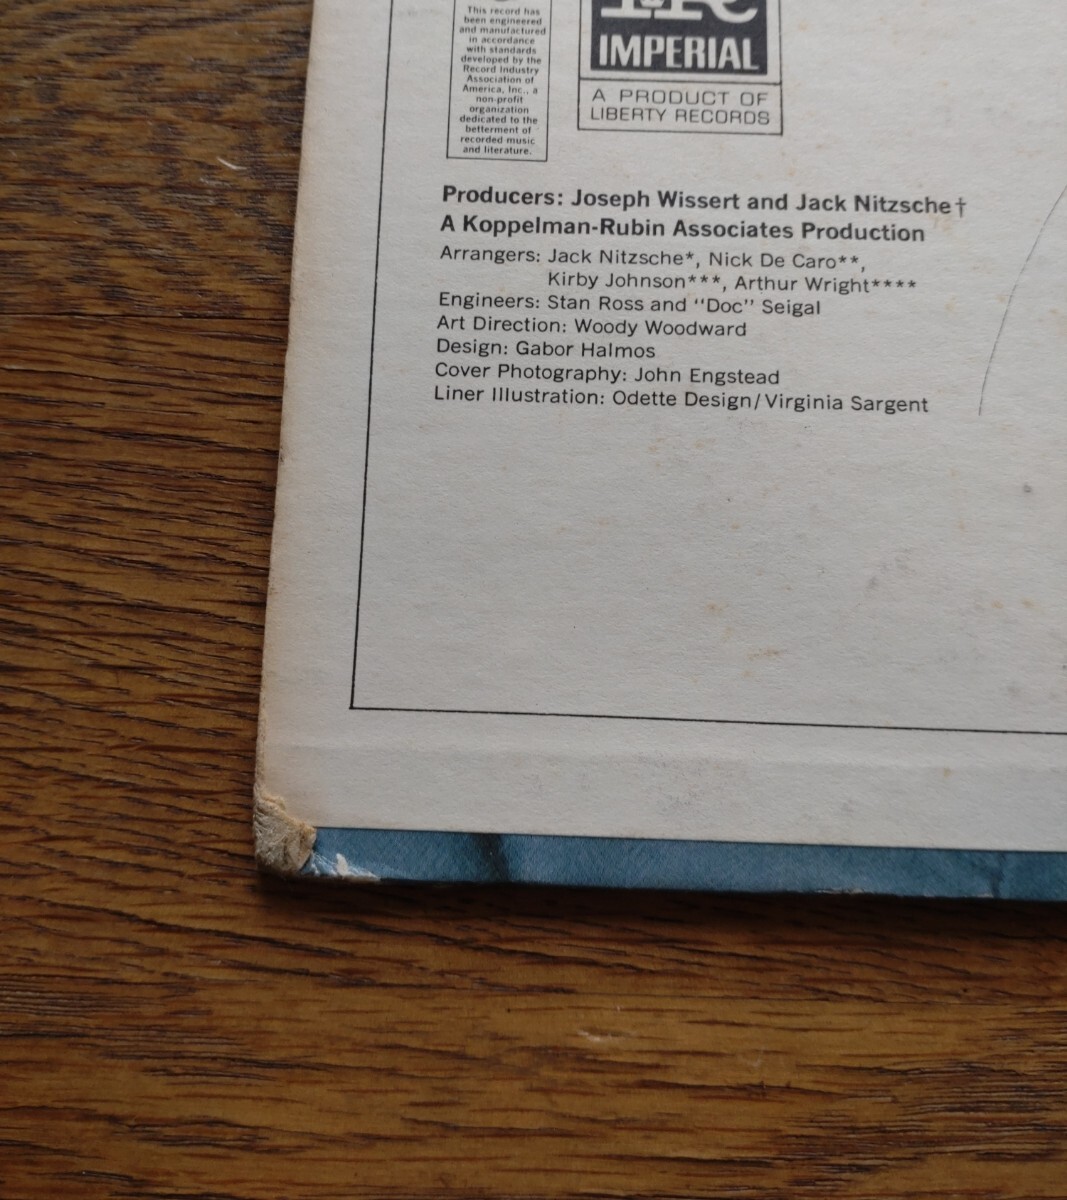 This record has
been engineered
and manufactured
in accordance
with standards
developed by the
Record Industry
Association of
America, Inc., a
non-profit
organization
dedicated to the
betterment of
recorded music
and literature.
IMPERIAL
A PRODUCT OF
LIBERTY RECORDS
Producers: Joseph Wissert and Jack Nitzsche†
A Koppelman-Rubin Associates Production
Arrangers: Jack Nitzsche*, Nick De Caro**,
Kirby Johnson***, Arthur Wright****
Engineers: Stan Ross and "Doc" Seigal
Art Direction: Woody Woodward
Design: Gabor Halmos
Cover Photography: John Engstead
Liner Illustration: Odette Design/Virginia Sargent